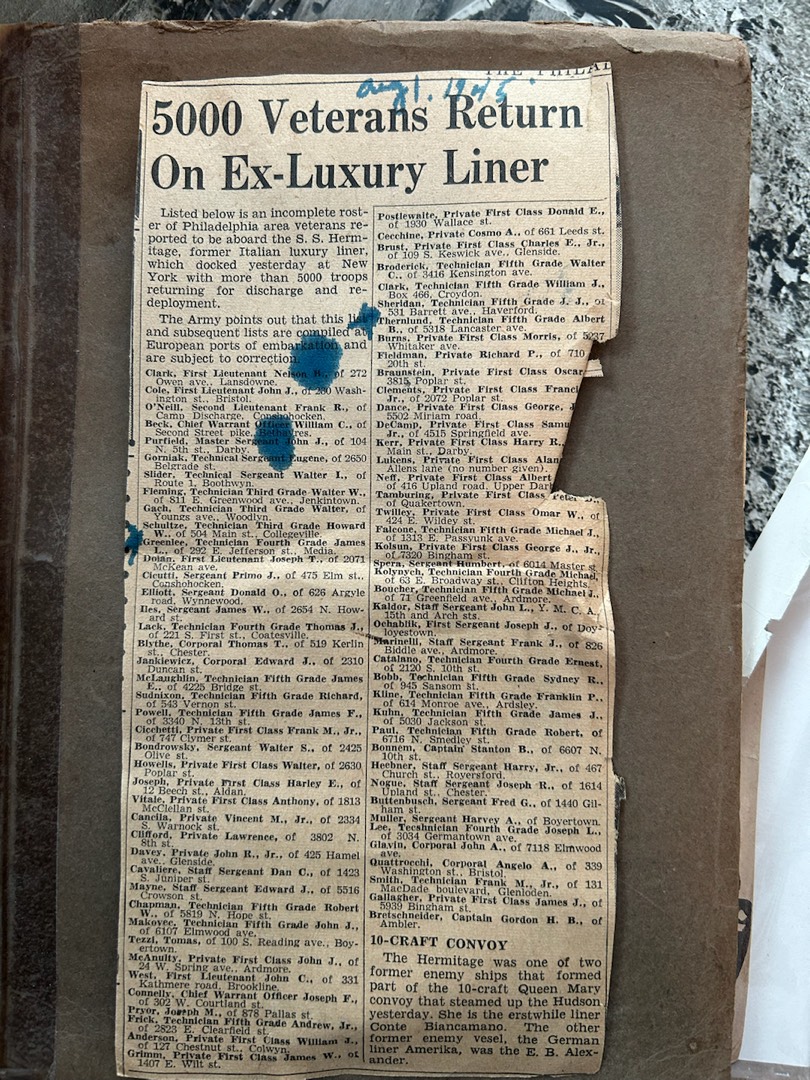 THE PHILAI
Aug 1. 1945
5000 Veterans Return
On Ex-Luxury Liner
Listed below is an incomplete rost-
er of Philadelphia area veterans re-
ported to be aboard the S. S. Herm-
itage, former Italian luxury liner,
which docked yesterday at New
York with more than 5000 troops
returning for discharge and re-
deployment.
The Army points out that this list
and subsequent lists are compiled at
European ports of embarkation and
are subject to correction.
Clark, First Lieutenant Nelson B., of 272
Owen ave., Lansdowne.
Cole, First Lieutenant John J., of 230 Wash-
ington st., Bristol.
O'Neill, Second Lieutenant Frank R., of
Camp Discharge, Conshohocken.
Beck, Chief Warrant Officer William C., of
Second Street pike, Bethayres.
Purfield, Master Sergeant John J., of 104
N. 5th st., Darby.
Gorniak, Technical Sergeant Eugene, of 2650
Belgrade st.
Slider, Technical Sergeant Walter I., of
Route 1, Boothwyn.
Fleming, Technician Third Grade Walter W.,
of 811 E. Greenwood ave., Jenkintown.
Gach, Technician Third Grade Walter, of
Youngs ave., Woodlyn.
Schultze, Technician Third Grade Howard
W., of 504 Main st., Collegeville.
Greenlee, Technician Fourth Grade James
L., of 292 E. Jefferson st., Media.
Dolan, First Lieutenant Joseph T., of 2071
McKean ave.
Cicutti, Sergeant Primo J., of 475 Elm st.,
Conshohocken.
Elliott, Sergeant Donald O., of 626 Argyle
road, Wynnewood.
Iles, Sergeant James W., of 2654 N. How-
ard st.
Lack, Technician Fourth Grade Thomas J.,
of 221 S. First st., Coatesville.
Blythe, Corporal Thomas T., of 519 Kerlin
st., Chester.
Jankiewicz, Corporal Edward J., of 2310
Duncan st.
McLaughlin, Technician Fifth Grade James
E., of 4225 Bridge st.
Sudnixon, Technician Fifth Grade Richard,
of 543 Vernon st.
Powell, Technician Fifth Grade James F.,
of 3340 N. 13th st.
Cicchetti, Private First Class Frank M., Jr.,
of 747 Clymer st.
Bondrowsky, Sergeant Walter S., of 2425
Olive st.
Howells, Private First Class Walter, of 2630
Poplar st.
Joseph, Private First Class Harley E., of
12 Beech st., Aldan.
Vitale, Private First Class Anthony, of 1813
McClellan st.
Cancila, Private Vincent M., Jr., of 2334
S. Warnock st.
Clifford, Private Lawrence, of 3802 N.
8th st.
Davey, Private John R., Jr., of 425 Hamel
ave., Glenside.
Cavaliere, Staff Sergeant Dan C., of 1423
S. Juniper st.
Mayne, Staff Sergeant Edward J., of 5516
Crowson st.
Chapman, Technician Fifth Grade Robert
W., of 5819 N. Hope st.
Makovec, Technician Fifth Grade John J.,
of 6107 Elmwood ave.
Tezzi, Tomas, of 100 S. Reading ave., Boy-
ertown.
McAnulty, Private First Class John J., of
24 W. Spring ave., Ardmore.
West, First Lieutenant John C., of 331
Kathmere road, Brookline.
Connelly, Chief Warrant Officer Joseph F.,
of 302 W. Courtland st.
Pryor, Joseph M., of 878 Pallas st.
Frick, Technician Fifth Grade Andrew, Jr.,
of 2823 E. Clearfield st.
Anderson, Private First Class William J.,
of 127 Chestnut st., Colwyn.
Grimm, Private First Class James W., of
1407 E. Wilt st.
Postlewaite, Private First Class Donald E.,
of 1930 Wallace st.
Cecchine, Private Cosmo A., of 661 Leeds st.
Brust, Private First Class Charles E., Jr.,
of 109 S. Keswick ave., Glenside.
Broderick, Technician Fifth Grade Walter
C., of 3416 Kensington ave.
Clark, Technician Fifth Grade William J.,
Box 466, Croydon.
Sheridan, Technician Fifth Grade J. J., of
531 Barrett ave., Haverford.
Thernlund, Technician Fifth Grade Albert
B., of 5318 Lancaster ave.
Burns, Private First Class Morris, of 5237
Whitaker ave.
Fieldman, Private Richard P., of 710
20th st.
Braunstein, Private First Class Oscar
3815 Poplar st.
Clements, Private First Class Franci
Jr., of 2072 Poplar st.
Dance, Private First Class George, J
5502 Miriam road.
DeCamp, Private First Class Samu
Jr., of 4515 Springfield ave.
Kerr, Private First Class Harry R.,
Main st., Darby.
Lukens, Private First Class Alan
Allens lane (no number given).
Neff, Private First Class Albert
of 416 Upland road, Upper Darb
Tamburing, Private First Class Peter J.,
of Quakertown.
Twilley, Private First Class Omar W., of
424 E. Wildey st.
Falcone, Technician Fifth Grade Michael J.,
of 1313 E. Passyunk ave.
Kolsun, Private First Class George J., Jr.,
of 7320 Bingham st.
Spera, Sergeant Humbert, of 6014 Master st.
Kolynych, Technician Fourth Grade Michael,
of 63 E. Broadway st., Clifton Heights.
Boucher, Technician Fifth Grade Michael J.,
of 71 Greenfield ave., Ardmore.
Kaldor, Staff Sergeant John L., Y. M. C. A.,
15th and Arch sts.
Ochablik, First Sergeant Joseph J., of Doy-
loyestown.
Marinelli, Staff Sergeant Frank J., of 826
Biddle ave., Ardmore.
Catalano, Technician Fourth Grade Ernest,
of 2120 S. 10th st.
Bobb, Technician Fifth Grade Sydney R.,
of 945 Sansom st.
Kline, Technician Fifth Grade Franklin P.,
of 614 Monroe ave., Ardsley.
Kuhn, Technician Fifth Grade James J.,
of 5030 Jackson st.
Paul, Technician Fifth Grade Robert, of
6716 N. Smedley st.
Bonnem, Captain Stanton B., of 6607 N.
10th st.
Heebner, Staff Sergeant Harry, Jr., of 467
Church st., Royersford.
Nogue, Staff Sergeant Joseph R., of 1614
Upland st., Chester.
Buttenbusch, Sergeant Fred G., of 1440 Gil-
ham st.
Muller, Sergeant Harvey A., of Boyertown.
Lee, Tecahnician Fourth Grade Joseph L.,
of 3034 Germantown ave.
Glavin, Corporal John A., of 7118 Elmwood
ave.
Quattrocchi, Corporal Angelo A., of 339
Washington st., Bristol.
Smith, Technician Frank M., Jr., of 131
MacDade boulevard, Glenloden.
Gallagher, Private First Class James J., of
5939 Bingham st.
Bretschneider, Captain Gordon H. B., of
Ambler.
10-CRAFT CONVOY
The Hermitage was one of two
former enemy ships that formed
part of the 10-craft Queen Mary
convoy that steamed up the Hudson
yesterday. She is the erstwhile liner
Conte Biancamano. The other
former enemy vesel, the German
liner Amerika, was the E. B. Alex-
ander.